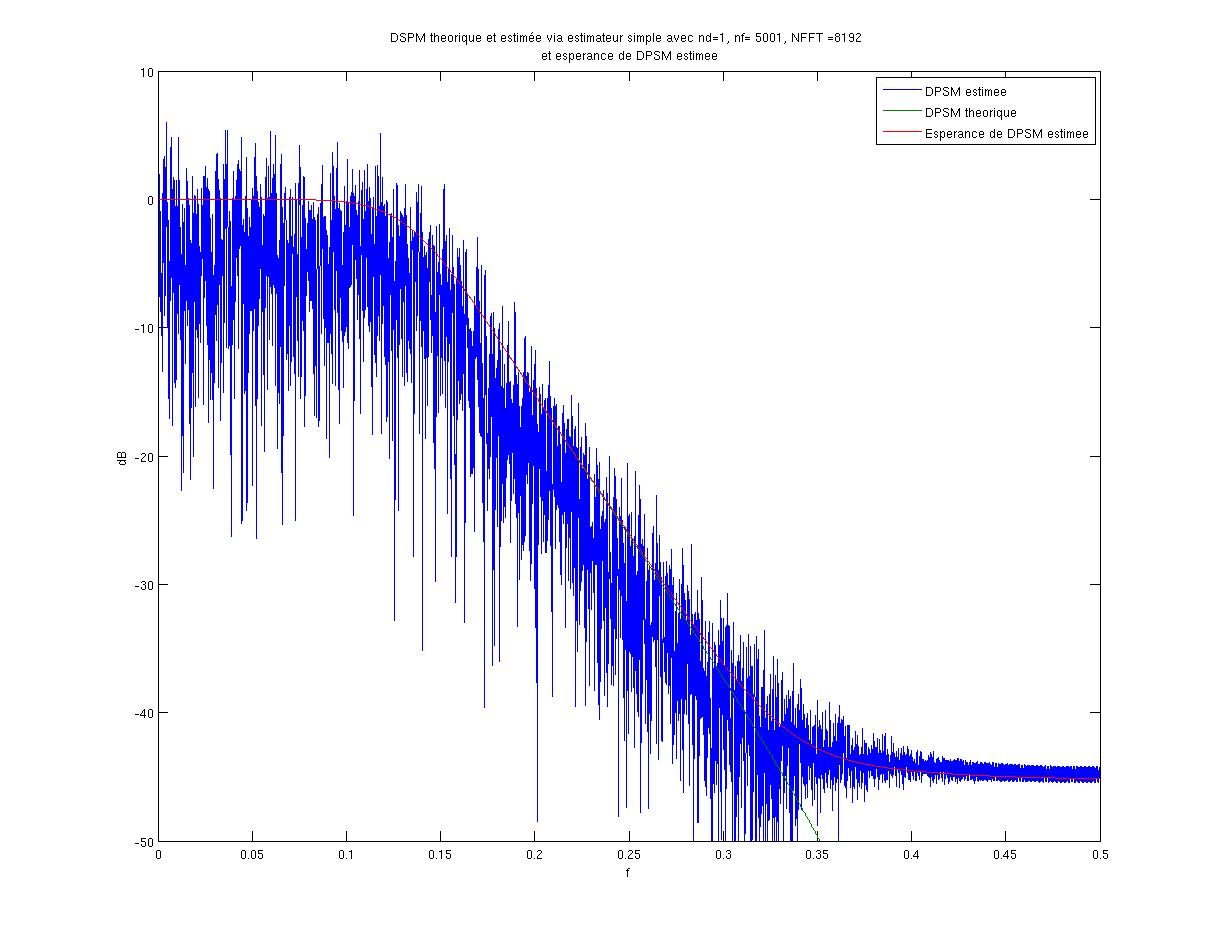 DSPM theorique et estimée via estimateur simple avec nd=1, nf= 5001, NFFT =8192
et esperance de DPSM estimee
DPSM estimee
DPSM theorique
Esperance de DPSM estimee
10
0
-10
-20
-30
-40
-50
dB
0
0.05
0.1
0.15
0.2
0.25
0.3
0.35
0.4
0.45
0.5
f